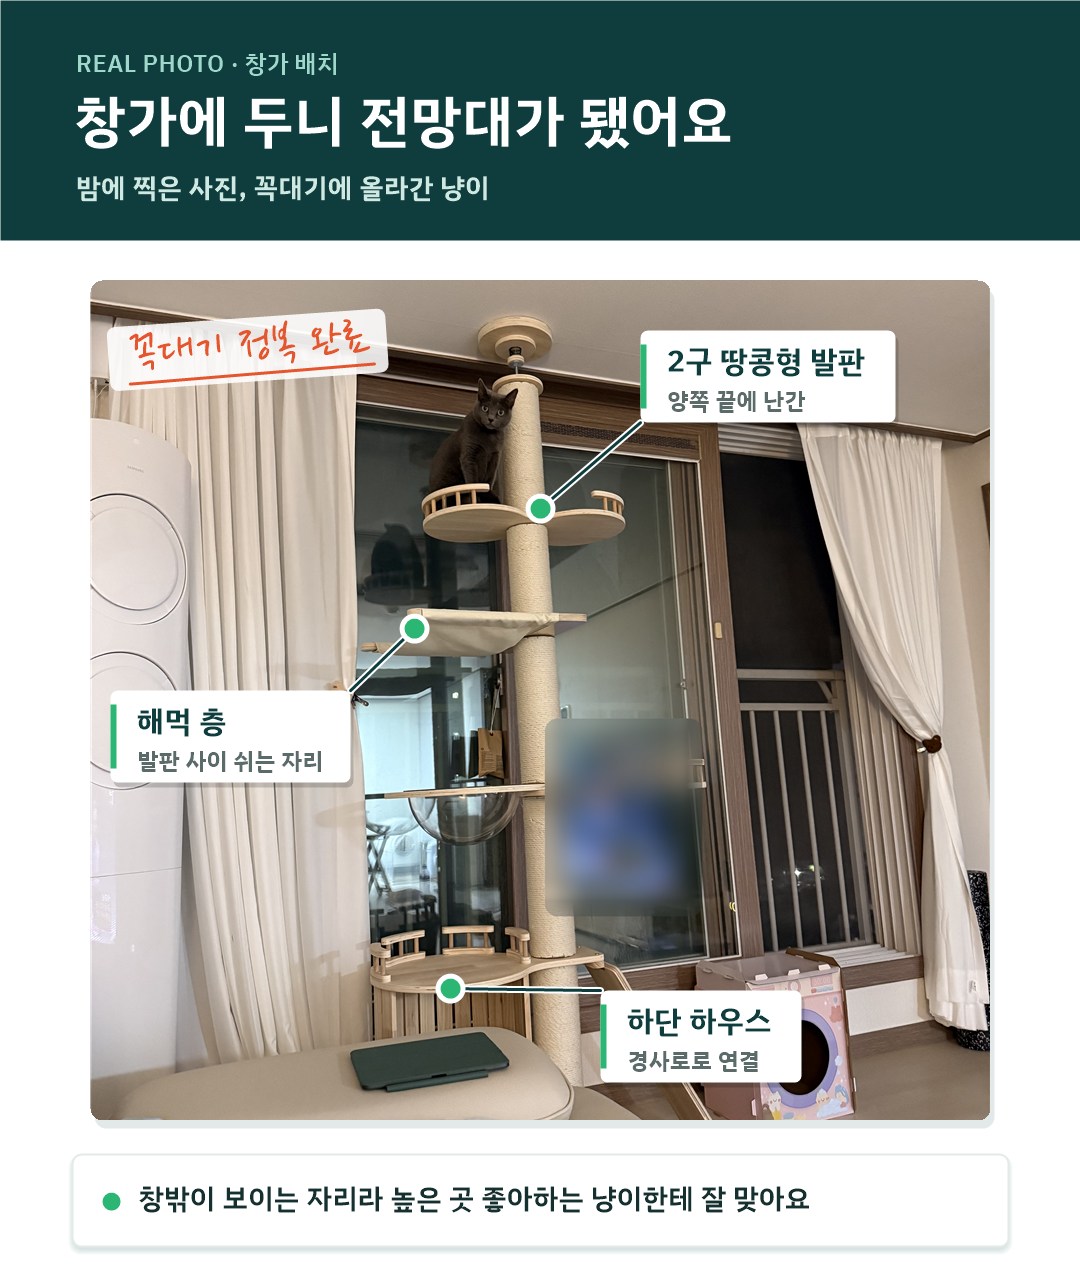 REAL PHOTO · 창가 배치
창가에 두니 전망대가 됐어요
밤에 찍은 사진, 꼭대기에 올라간 냥이
꼭대기 정복 완료
2구 땅콩형 발판
양쪽 끝에 난간
해먹 층
발판 사이 쉬는 자리
하단 하우스
경사로로 연결
창밖이 보이는 자리라 높은 곳 좋아하는 냥이한테 잘 맞아요